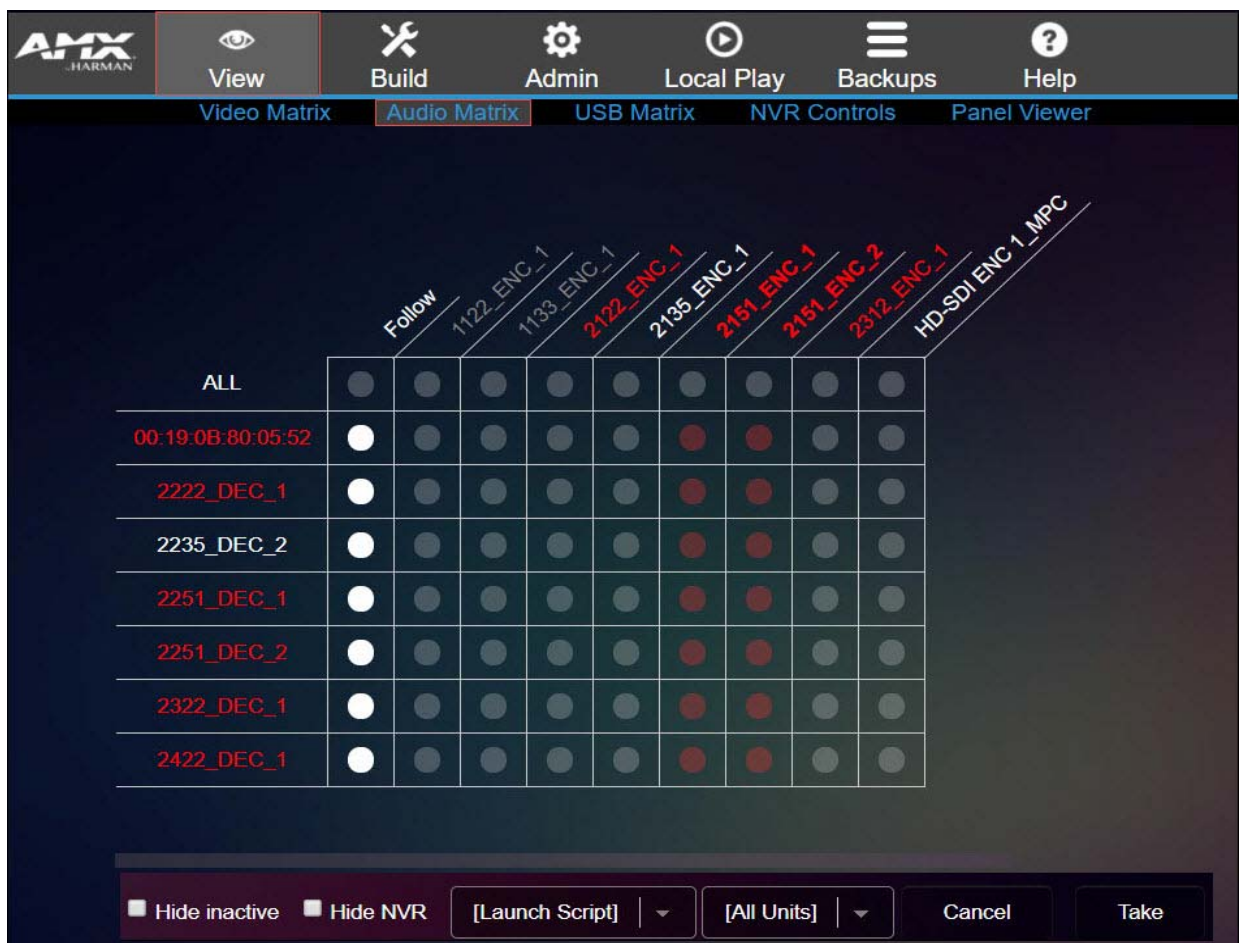 AMX
HARMAN
View
Build
Admin
Local Play
Backups
Help
Video Matrix
Audio Matrix
USB Matrix
NVR Controls
Panel Viewer
Follow
1122_ENC_1
1133_ENC_1
2122_ENC_1
2135_ENC_1
2151_ENC_1
2151_ENC_2
2312_ENC_1
HD-SDI ENC 1_MPC
ALL
00:19:0B:80:05:52
2222_DEC_1
2235_DEC_2
2251_DEC_1
2251_DEC_2
2322_DEC_1
2422_DEC_1
Hide inactive
Hide NVR
[Launch Script]
[All Units]
Cancel
Take